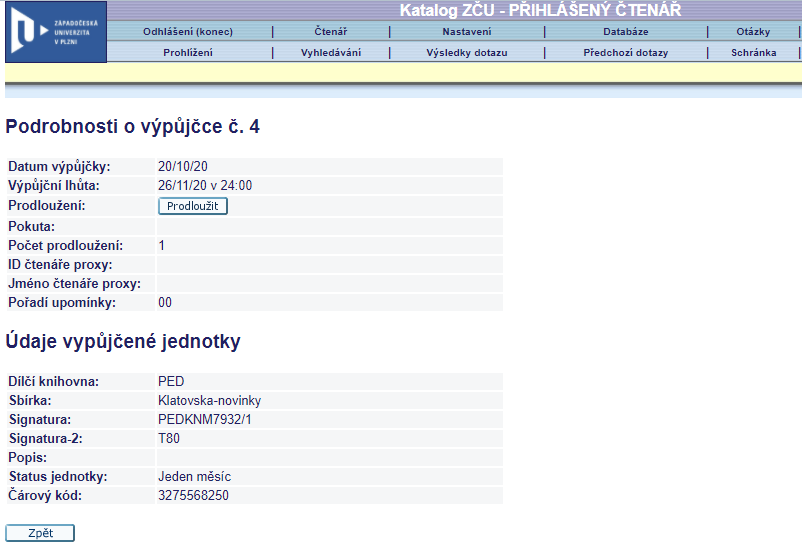 ZÁPADOČESKÁ
UNIVERZITA
V PLZNI
Katalog ZČU - PŘIHLÁŠENÝ ČTENÁŘ
Odhlášení (konec) | Čtenář | Nastavení | Databáze | Otázky |
Prohlížení | Vyhledávání | Výsledky dotazu | Předchozí dotazy | Schránka |
Podrobnosti o výpůjčce č. 4
Datum výpůjčky: 20/10/20
Výpůjční lhůta: 26/11/20 v 24:00
Prodloužení: Prodloužit
Pokuta:
Počet prodloužení: 1
ID čtenáře proxy:
Jméno čtenáře proxy:
Pořadí upomínky: 00
Údaje vypůjčené jednotky
Dílčí knihovna: PED
Sbírka: Klatovska-novinky
Signatura: PEDKNM7932/1
Signatura-2: T80
Popis:
Status jednotky: Jeden měsíc
Čárový kód: 3275568250
Zpět